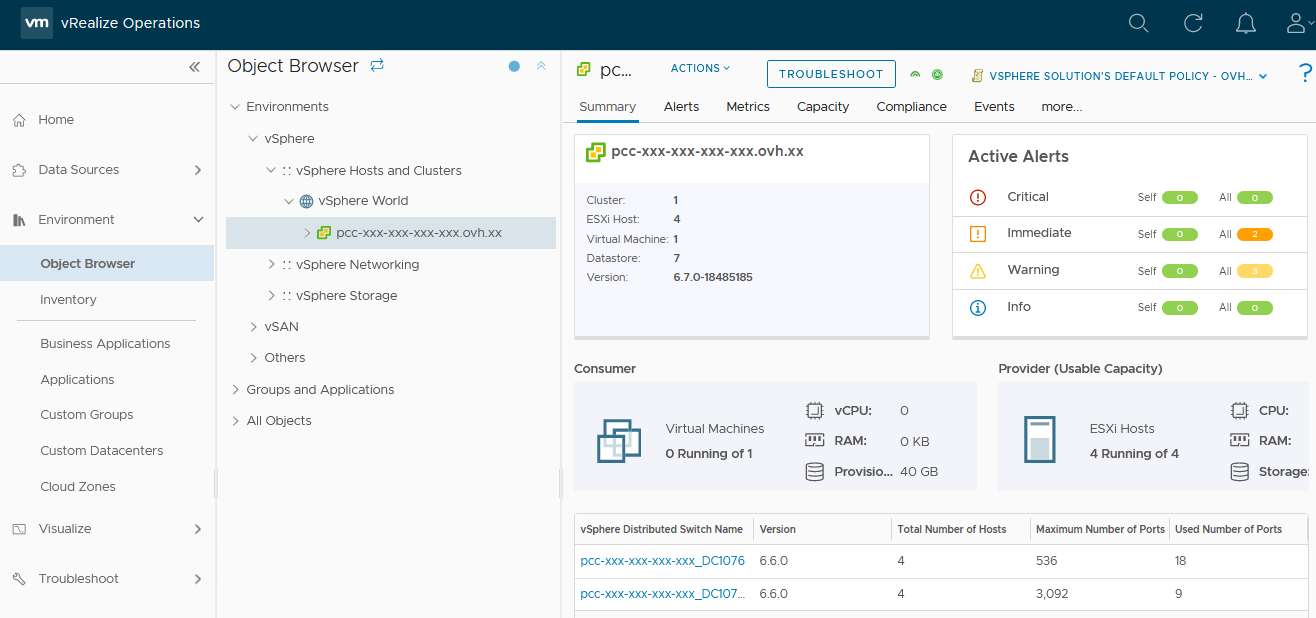 vm vRealize Operations
Home
Data Sources
Environment
Object Browser
Inventory
Business Applications
Applications
Custom Groups
Custom Datacenters
Cloud Zones
Visualize
Troubleshoot
Object Browser
Environments
vSphere
:: vSphere Hosts and Clusters
vSphere World
pcc-xxx-xxx-xxx-xxx.ovh.xx
:: vSphere Networking
:: vSphere Storage
vSAN
Others
Groups and Applications
All Objects
pc... ACTIONS TROUBLESHOOT VSPHERE SOLUTION'S DEFAULT POLICY - OVH... ?
Summary Alerts Metrics Capacity Compliance Events more...
pcc-xxx-xxx-xxx-xxx.ovh.xx
Cluster: 1
ESXi Host: 4
Virtual Machine: 1
Datastore: 7
Version: 6.7.0-18485185
Active Alerts
Critical Self 0 All 0
Immediate Self 0 All 2
Warning Self 0 All 3
Info Self 0 All 0
Consumer
Virtual Machines
0 Running of 1
vCPU: 0
RAM: 0 KB
Provisio... 40 GB
Provider (Usable Capacity)
ESXi Hosts
4 Running of 4
CPU:
RAM:
Storage:
vSphere Distributed Switch Name Version Total Number of Hosts Maximum Number of Ports Used Number of Ports
pcc-xxx-xxx-xxx-xxx_DC1076 6.6.0 4 536 18
pcc-xxx-xxx-xxx-xxx_DC107... 6.6.0 4 3,092 9